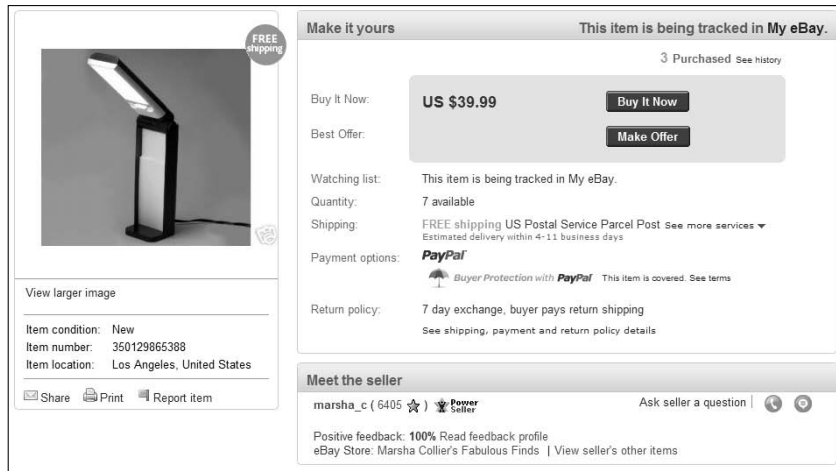 FREE shipping
View larger image
Item condition: New
Item number: 350129865388
Item location: Los Angeles, United States
Share Print Report item
Make it yours This item is being tracked in My eBay.
3 Purchased See history
Buy It Now: US $39.99 Buy It Now
Best Offer: Make Offer
Watching list: This item is being tracked in My eBay.
Quantity: 7 available
Shipping: FREE shipping US Postal Service Parcel Post See more services
Estimated delivery within 4-11 business days
Payment options: PayPal
Buyer Protection with PayPal This item is covered. See terms
Return policy: 7 day exchange, buyer pays return shipping
See shipping, payment and return policy details
Meet the seller
marsha_c ( 6405 ) Power Seller Ask seller a question |
Positive feedback: 100% Read feedback profile
eBay Store: Marsha Collier's Fabulous Finds | View seller's other items